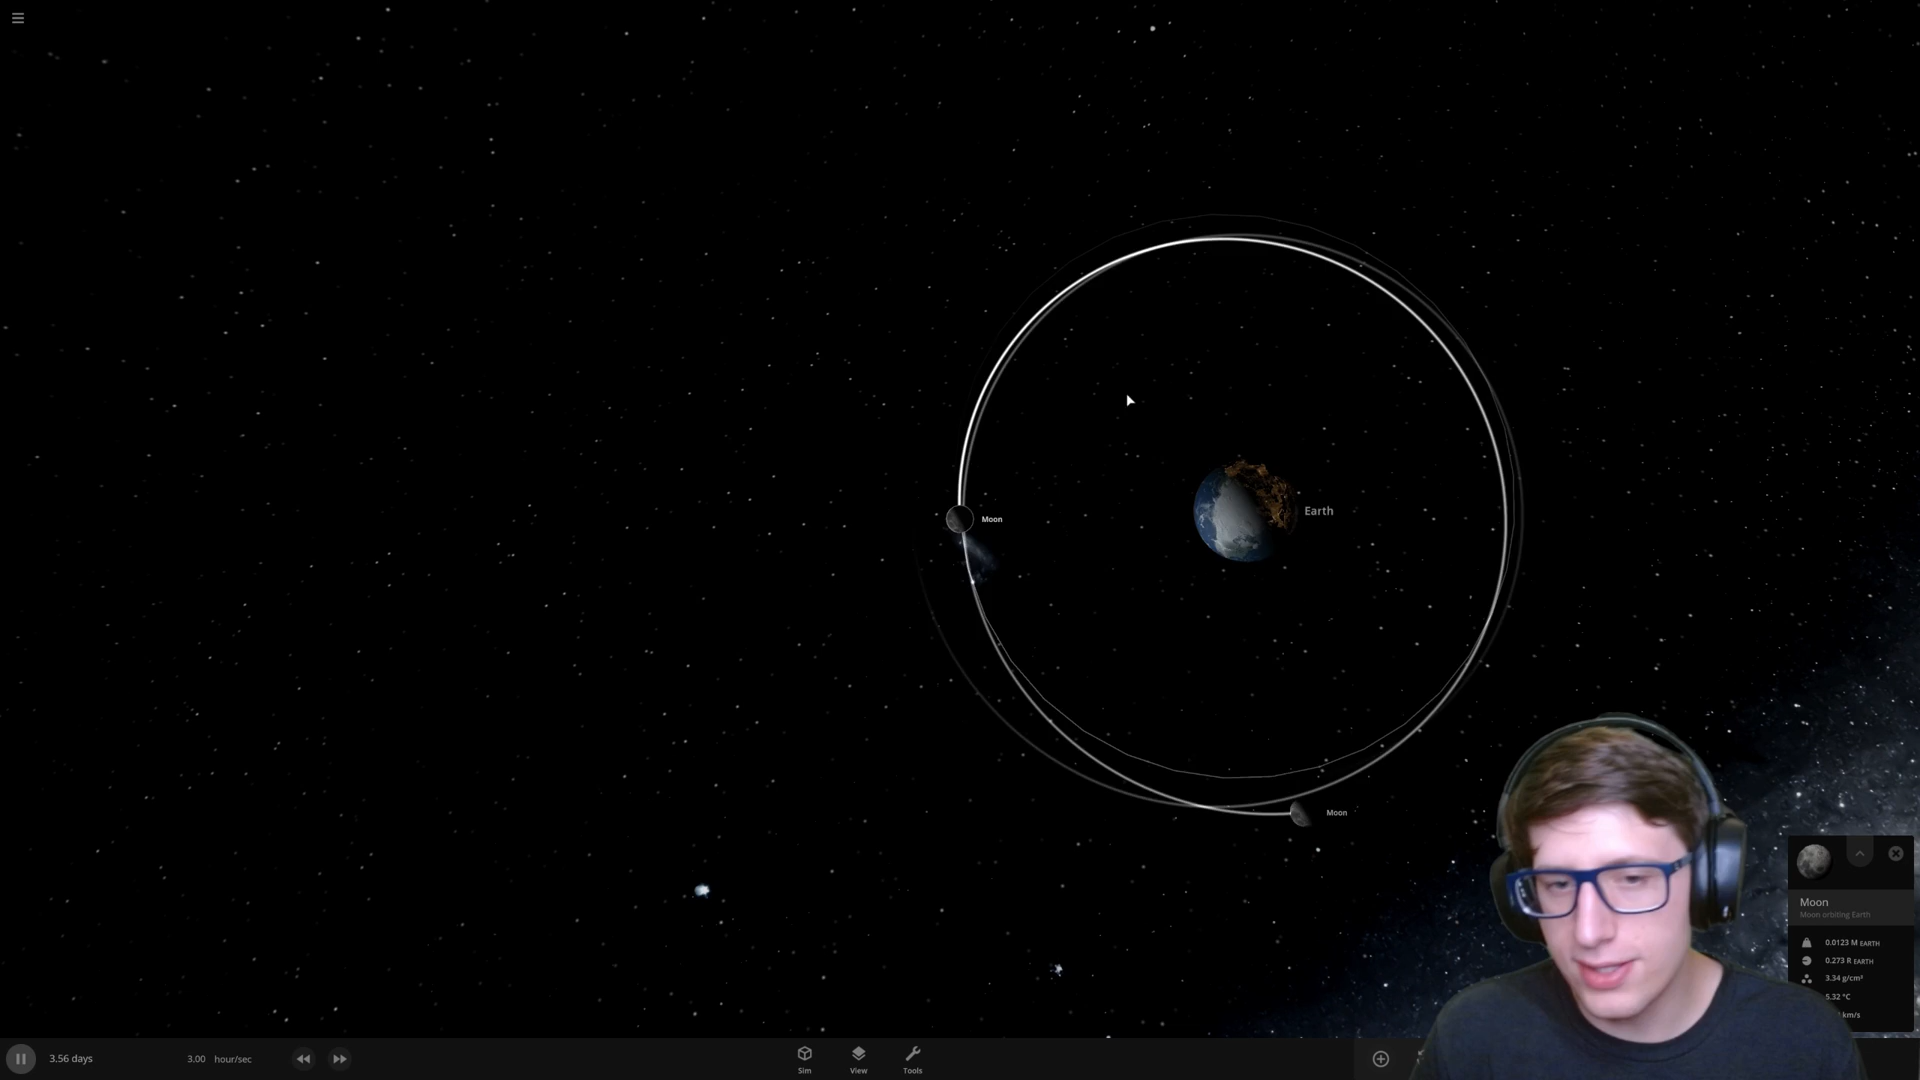 Earth
Moon
Moon
Moon
Moon orbiting Earth
0.0123 M EARTH
0.273 R EARTH
3.34 g/cm³
5.32 °C
km/s
3.56 days
3.00 hour/sec
Sim
View
Tools